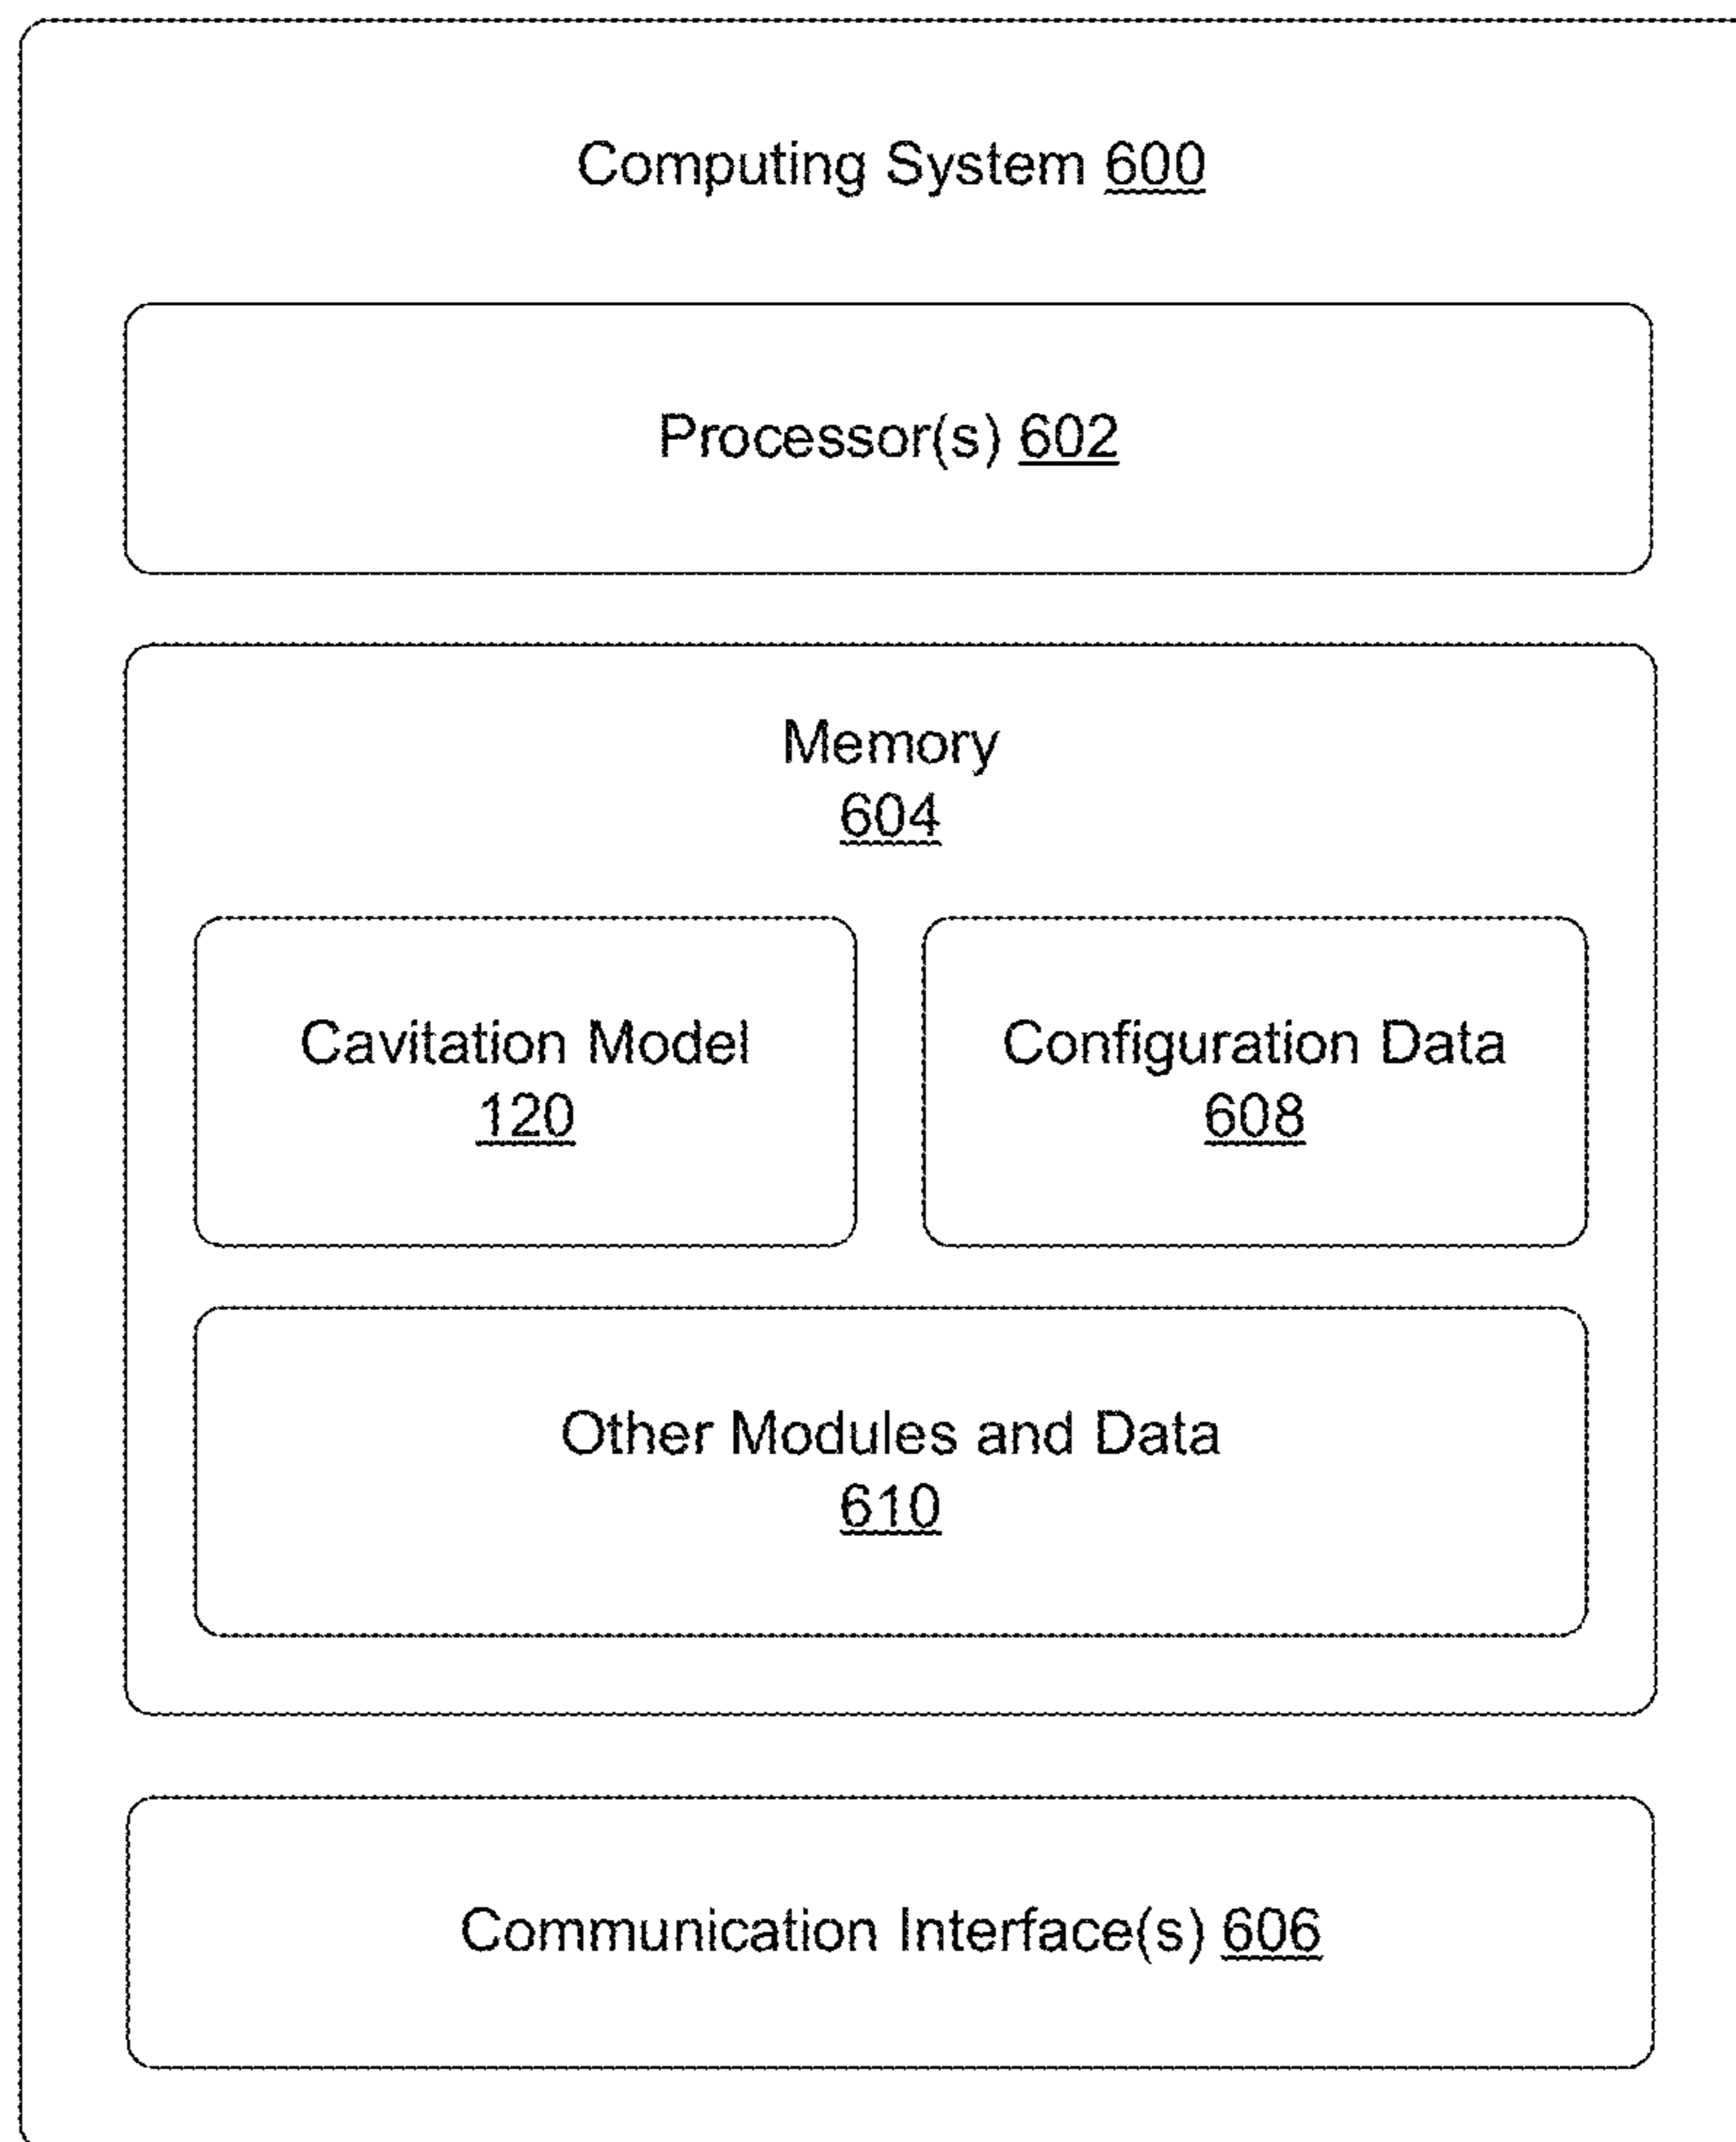 Computing System 600
Processor(s) 602
Memory
604
Cavitation Model
120
Configuration Data
608
Other Modules and Data
610
Communication Interface(s) 606